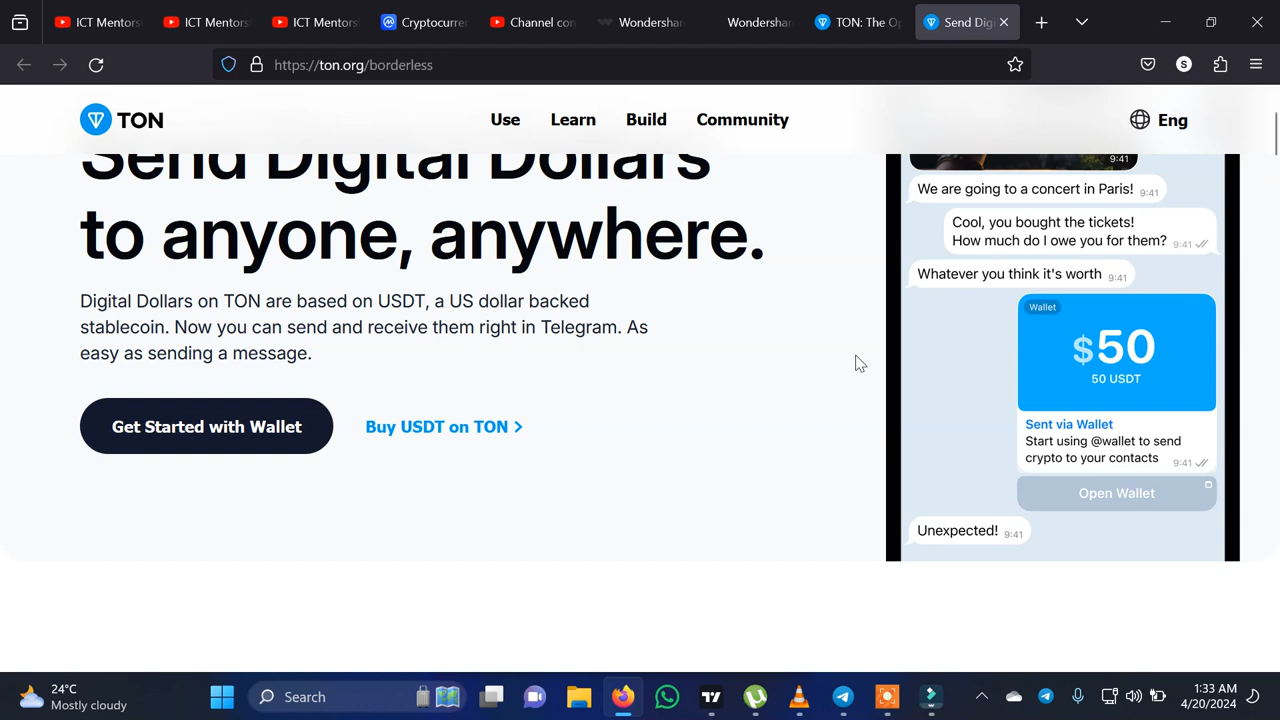 ICT Mentors
ICT Mentors
ICT Mentors
Cryptocurren
Channel con
Wondersha
Wondersha
TON: The Op
Send Digi
https://ton.org/borderless
S
TON
Use
Learn
Build
Community
Eng
Send Digital Dollars
to anyone, anywhere.
Digital Dollars on TON are based on USDT, a US dollar backed
stablecoin. Now you can send and receive them right in Telegram. As
easy as sending a message.
Get Started with Wallet
Buy USDT on TON >
9:41
We are going to a concert in Paris! 9:41
Cool, you bought the tickets!
How much do I owe you for them? 9:41
Whatever you think it's worth 9:41
Wallet
$50
50 USDT
Sent via Wallet
Start using @wallet to send
crypto to your contacts 9:41
Open Wallet
Unexpected! 9:41
24°C
Mostly cloudy
Search
1:33 AM
4/20/2024